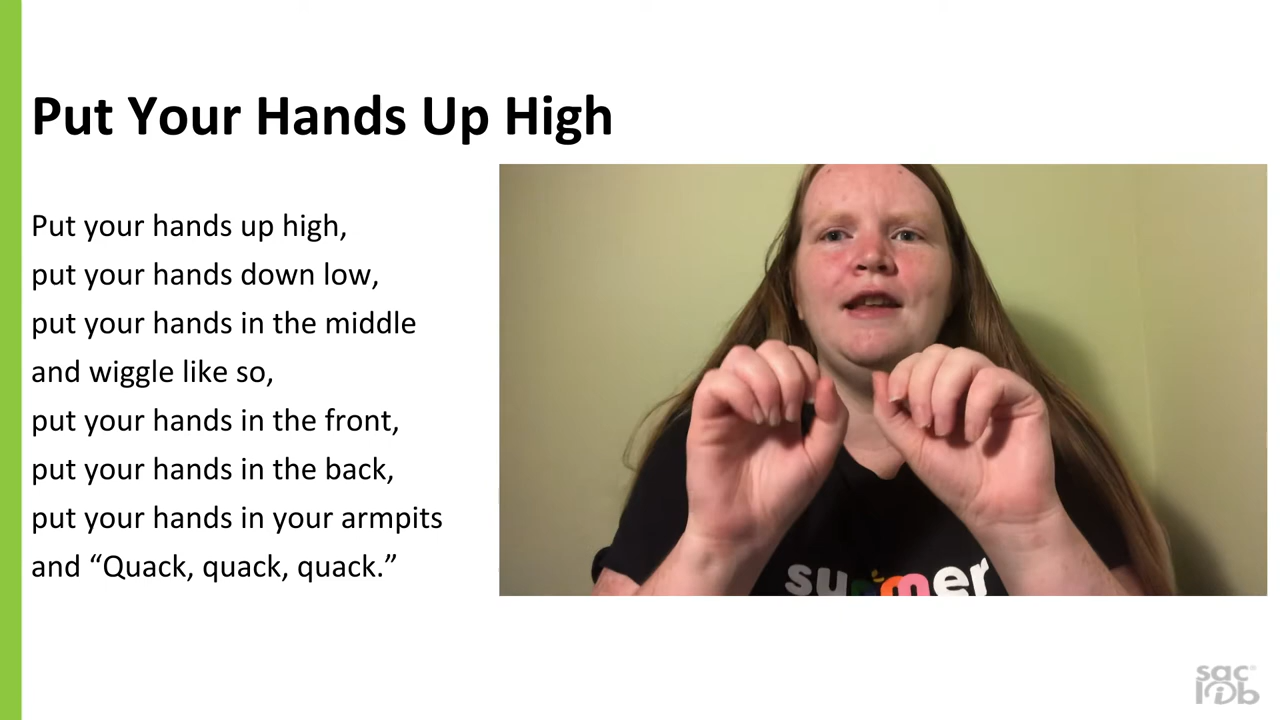 Put Your Hands Up High
Put your hands up high,
put your hands down low,
put your hands in the middle
and wiggle like so,
put your hands in the front,
put your hands in the back,
put your hands in your armpits
and “Quack, quack, quack.”
summer
sac
lib